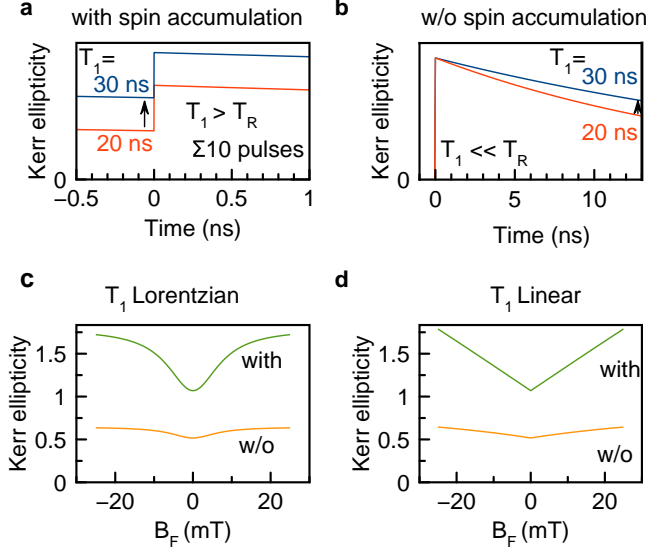 a
with spin accumulation
Kerr ellipticity
T1=
30 ns
20 ns
T1 > TR
Σ10 pulses
0
−0.5 0 0.5 1
Time (ns)
b
w/o spin accumulation
Kerr ellipticity
T1=
30 ns
20 ns
T1 << TR
0
0 5 10
Time (ns)
c
T1 Lorentzian
Kerr ellipticity
1.5
1
0.5
0
with
w/o
−20 0 20
BF (mT)
d
T1 Linear
Kerr ellipticity
1.5
1
0.5
0
with
w/o
−20 0 20
BF (mT)